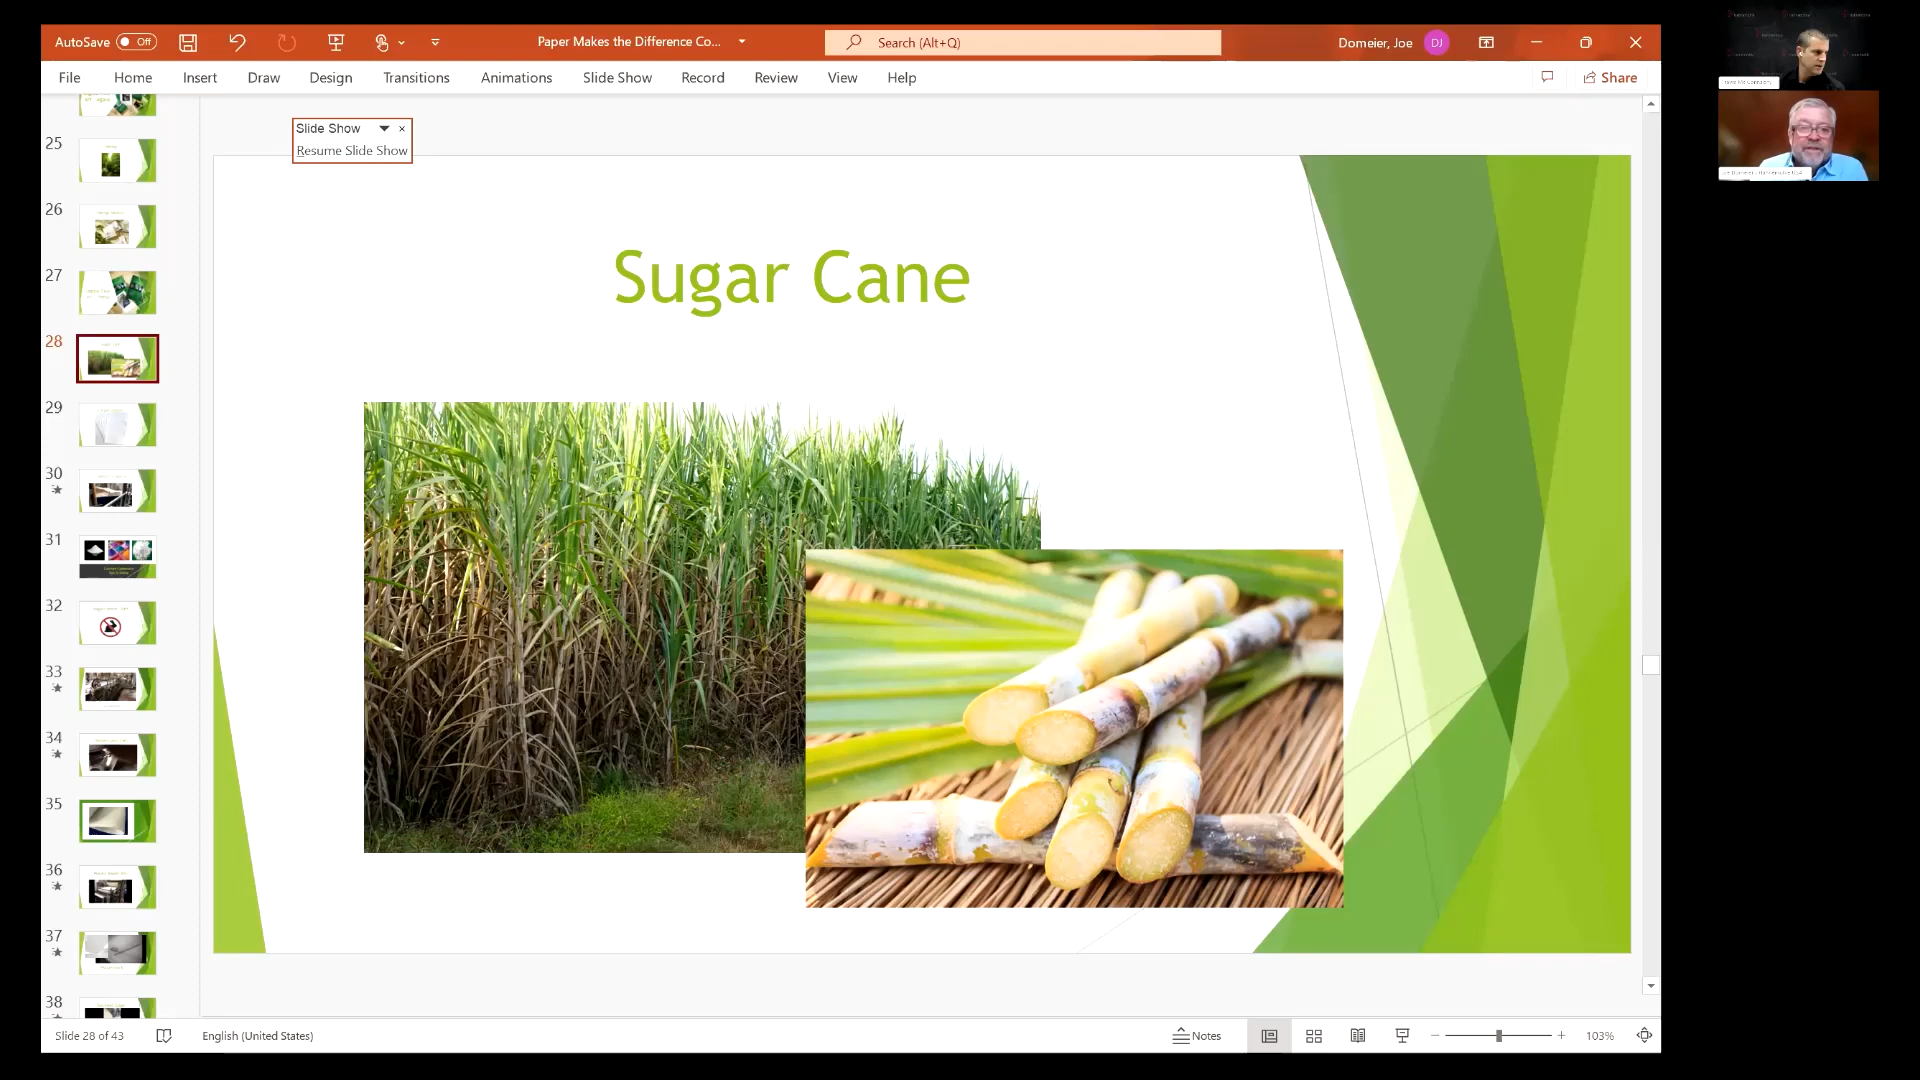 AutoSave Off
Paper Makes the Difference Co...
Search (Alt+Q)
Domeier, Joe DJ
File Home Insert Draw Design Transitions Animations Slide Show Record Review View Help
Share
Slide Show
Resume Slide Show
25
26
27
28
29
30
31
32
33
34
35
36
37
38
Sugar Cane
Slide 28 of 43
English (United States)
Notes
103%